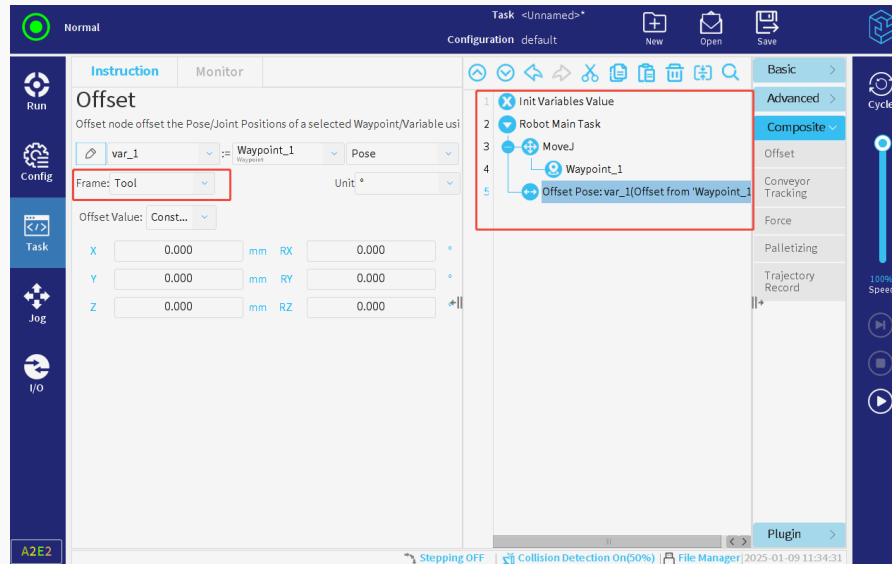 Normal
Task <Unnamed>*
Configuration default
New
Open
Save
Run
Config
Task
Jog
I/O
A2E2
Instruction
Monitor
Offset
Offset node offset the Pose/Joint Positions of a selected Waypoint/Variable usi
var_1 := Waypoint_1 Pose
Waypoint
Frame: Tool
Unit °
Offset Value: Const...
X 0.000 mm RX 0.000 °
Y 0.000 mm RY 0.000 °
Z 0.000 mm RZ 0.000
1 Init Variables Value
2 Robot Main Task
3 MoveJ
4 Waypoint_1
5 Offset Pose: var_1(Offset from 'Waypoint_1
Basic >
Advanced >
Composite
Offset
Conveyor
Tracking
Force
Palletizing
Trajectory
Record
Plugin >
Cycle
100%
Speed
Stepping OFF | Collision Detection On(50%) | File Manager | 2025-01-09 11:34:31